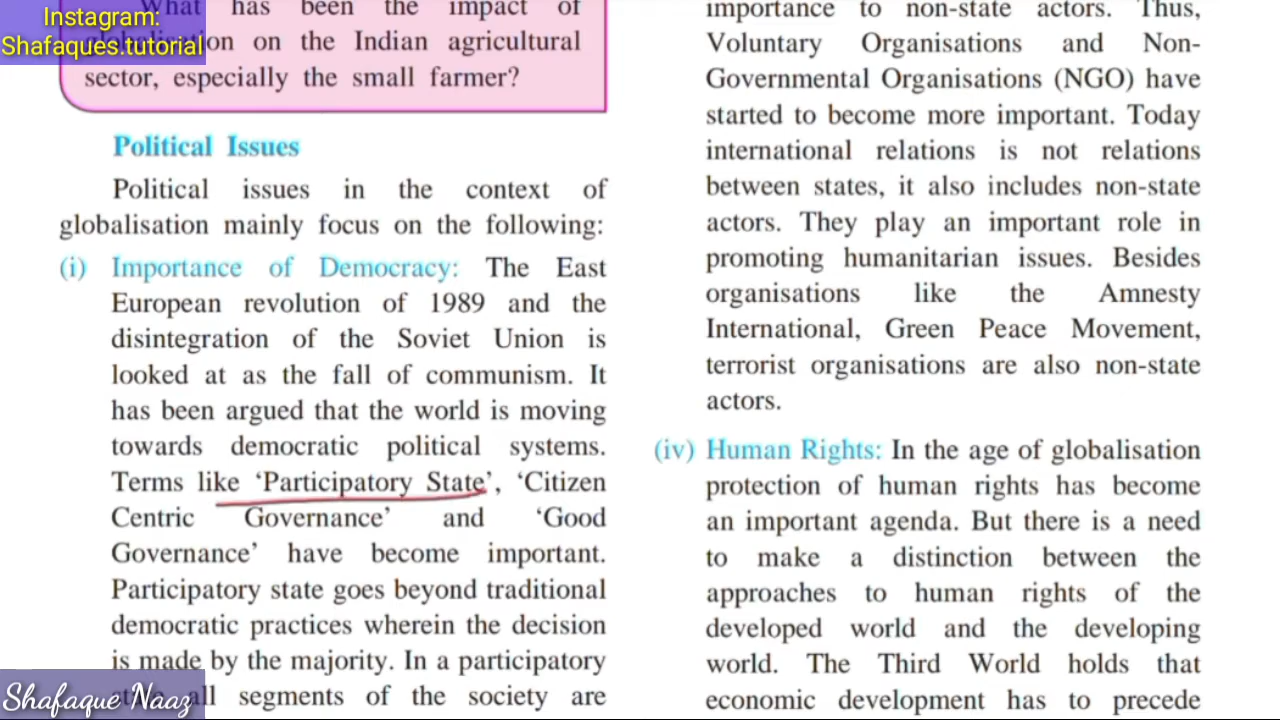 Instagram:
Shafaques.tutorial
What has been the impact of
on on the Indian agricultural
sector, especially the small farmer?
Political Issues
Political issues in the context of
globalisation mainly focus on the following:
(i) Importance of Democracy: The East
European revolution of 1989 and the
disintegration of the Soviet Union is
looked at as the fall of communism. It
has been argued that the world is moving
towards democratic political systems.
Terms like ‘Participatory State’, ‘Citizen
Centric Governance’ and ‘Good
Governance’ have become important.
Participatory state goes beyond traditional
democratic practices wherein the decision
is made by the majority. In a participatory
all segments of the society are
Shafaque Naaz
importance to non-state actors. Thus,
Voluntary Organisations and Non-
Governmental Organisations (NGO) have
started to become more important. Today
international relations is not relations
between states, it also includes non-state
actors. They play an important role in
promoting humanitarian issues. Besides
organisations like the Amnesty
International, Green Peace Movement,
terrorist organisations are also non-state
actors.
(iv) Human Rights: In the age of globalisation
protection of human rights has become
an important agenda. But there is a need
to make a distinction between the
approaches to human rights of the
developed world and the developing
world. The Third World holds that
economic development has to precede